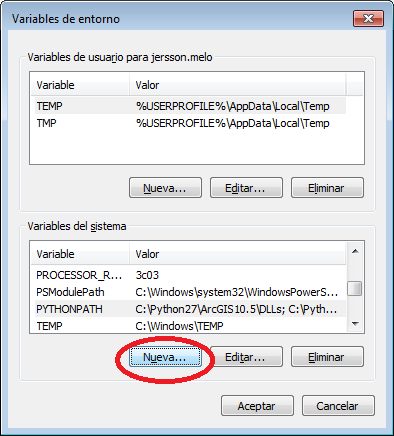 Variables de entorno
Variables de usuario para jersson.melo
Variable Valor
TEMP %USERPROFILE%\AppData\Local\Temp
TMP %USERPROFILE%\AppData\Local\Temp
Nueva... Editar... Eliminar
Variables del sistema
Variable Valor
PROCESSOR_R... 3c03
PSModulePath C:\Windows\system32\WindowsPowerS...
PYTHONPATH C:\Python27\ArcGIS10.5\DLLs; C:\Pyth...
TEMP C:\Windows\TEMP
Nueva... Editar... Eliminar
Aceptar Cancelar